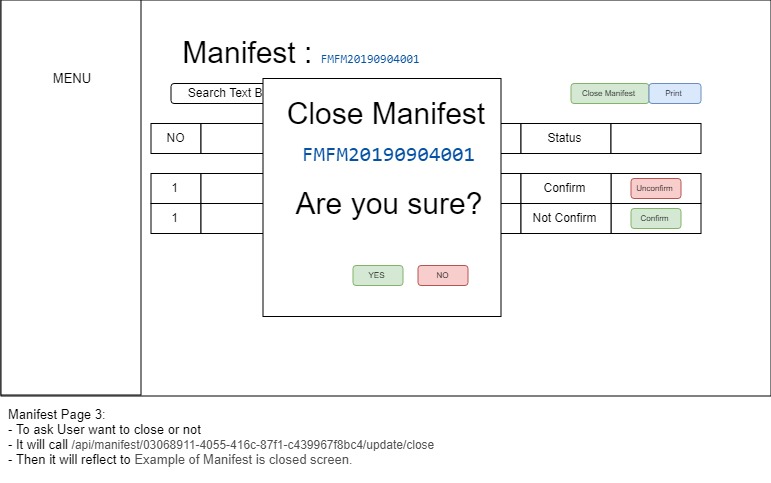 MENU
Manifest : FMFM20190904001
Search Text B
Close Manifest
Print
Close Manifest
FMFM20190904001
Are you sure?
YES
NO
NO
Status
1
Confirm
Unconfirm
1
Not Confirm
Confirm
Manifest Page 3:
- To ask User want to close or not
- It will call /api/manifest/03068911-4055-416c-87f1-c439967f8bc4/update/close
- Then it will reflect to Example of Manifest is closed screen.